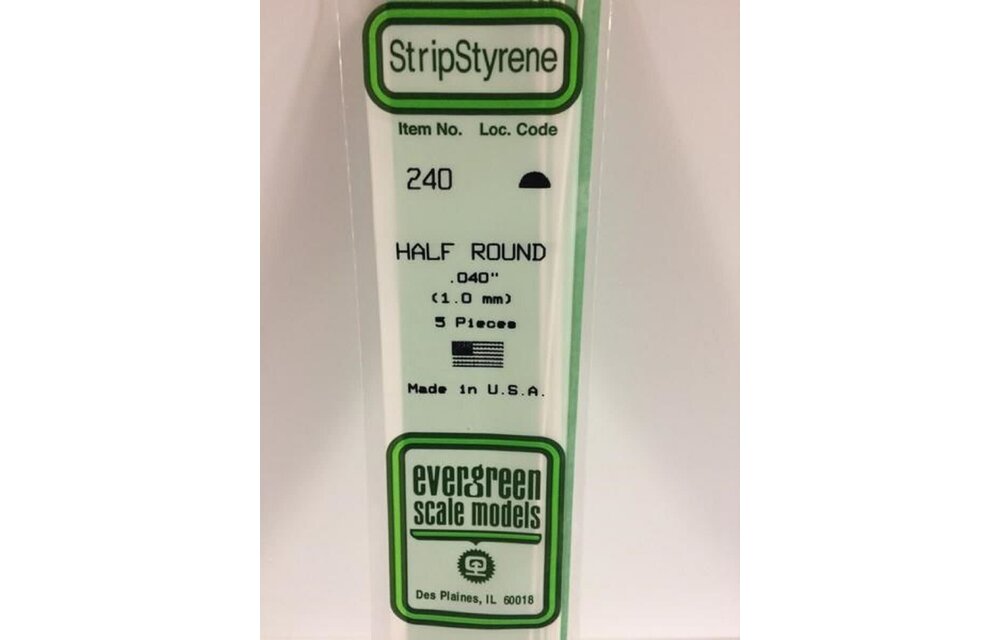 StripStyrene
Item No. Loc. Code
240
HALF ROUND
.040"
(1.0 mm)
5 Pieces
Made in U.S.A.
evergreen
scale models
Des Plaines, IL 60018